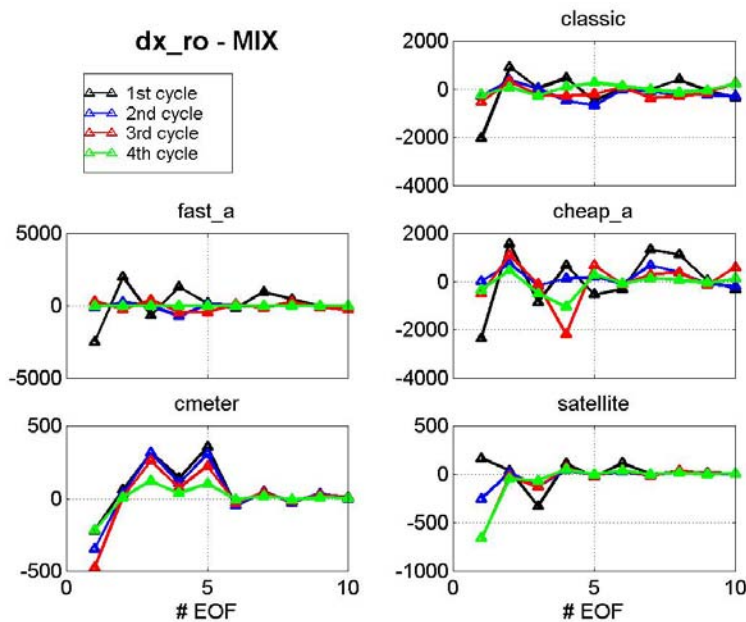 dx_ro - MIX
1st cycle
2nd cycle
3rd cycle
4th cycle
classic
2000
0
-2000
-4000
fast_a
5000
0
-5000
cheap_a
2000
0
-2000
-4000
cmeter
500
0
-500
0 5 10
# EOF
satellite
500
0
-500
-1000
0 5 10
# EOF